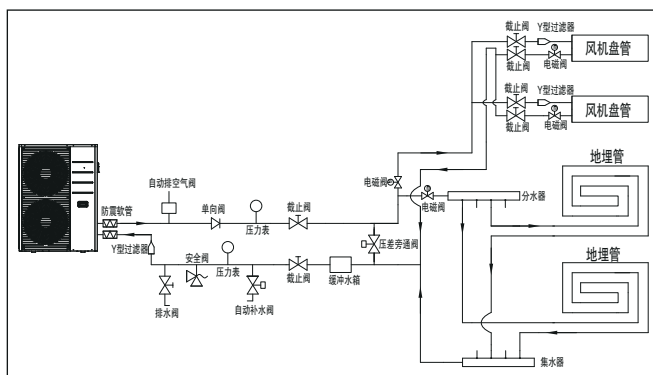 截止阀
Y型过滤器
风机盘管
截止阀
电磁阀
截止阀
Y型过滤器
风机盘管
截止阀
电磁阀
地埋管
电磁阀
自动排空气阀
防震软管
单向阀
截止阀
压力表
电磁阀
分水器
Y型过滤器
安全阀
压力表
压差旁通阀
截止阀
缓冲水箱
排水阀
自动补水阀
地埋管
集水器